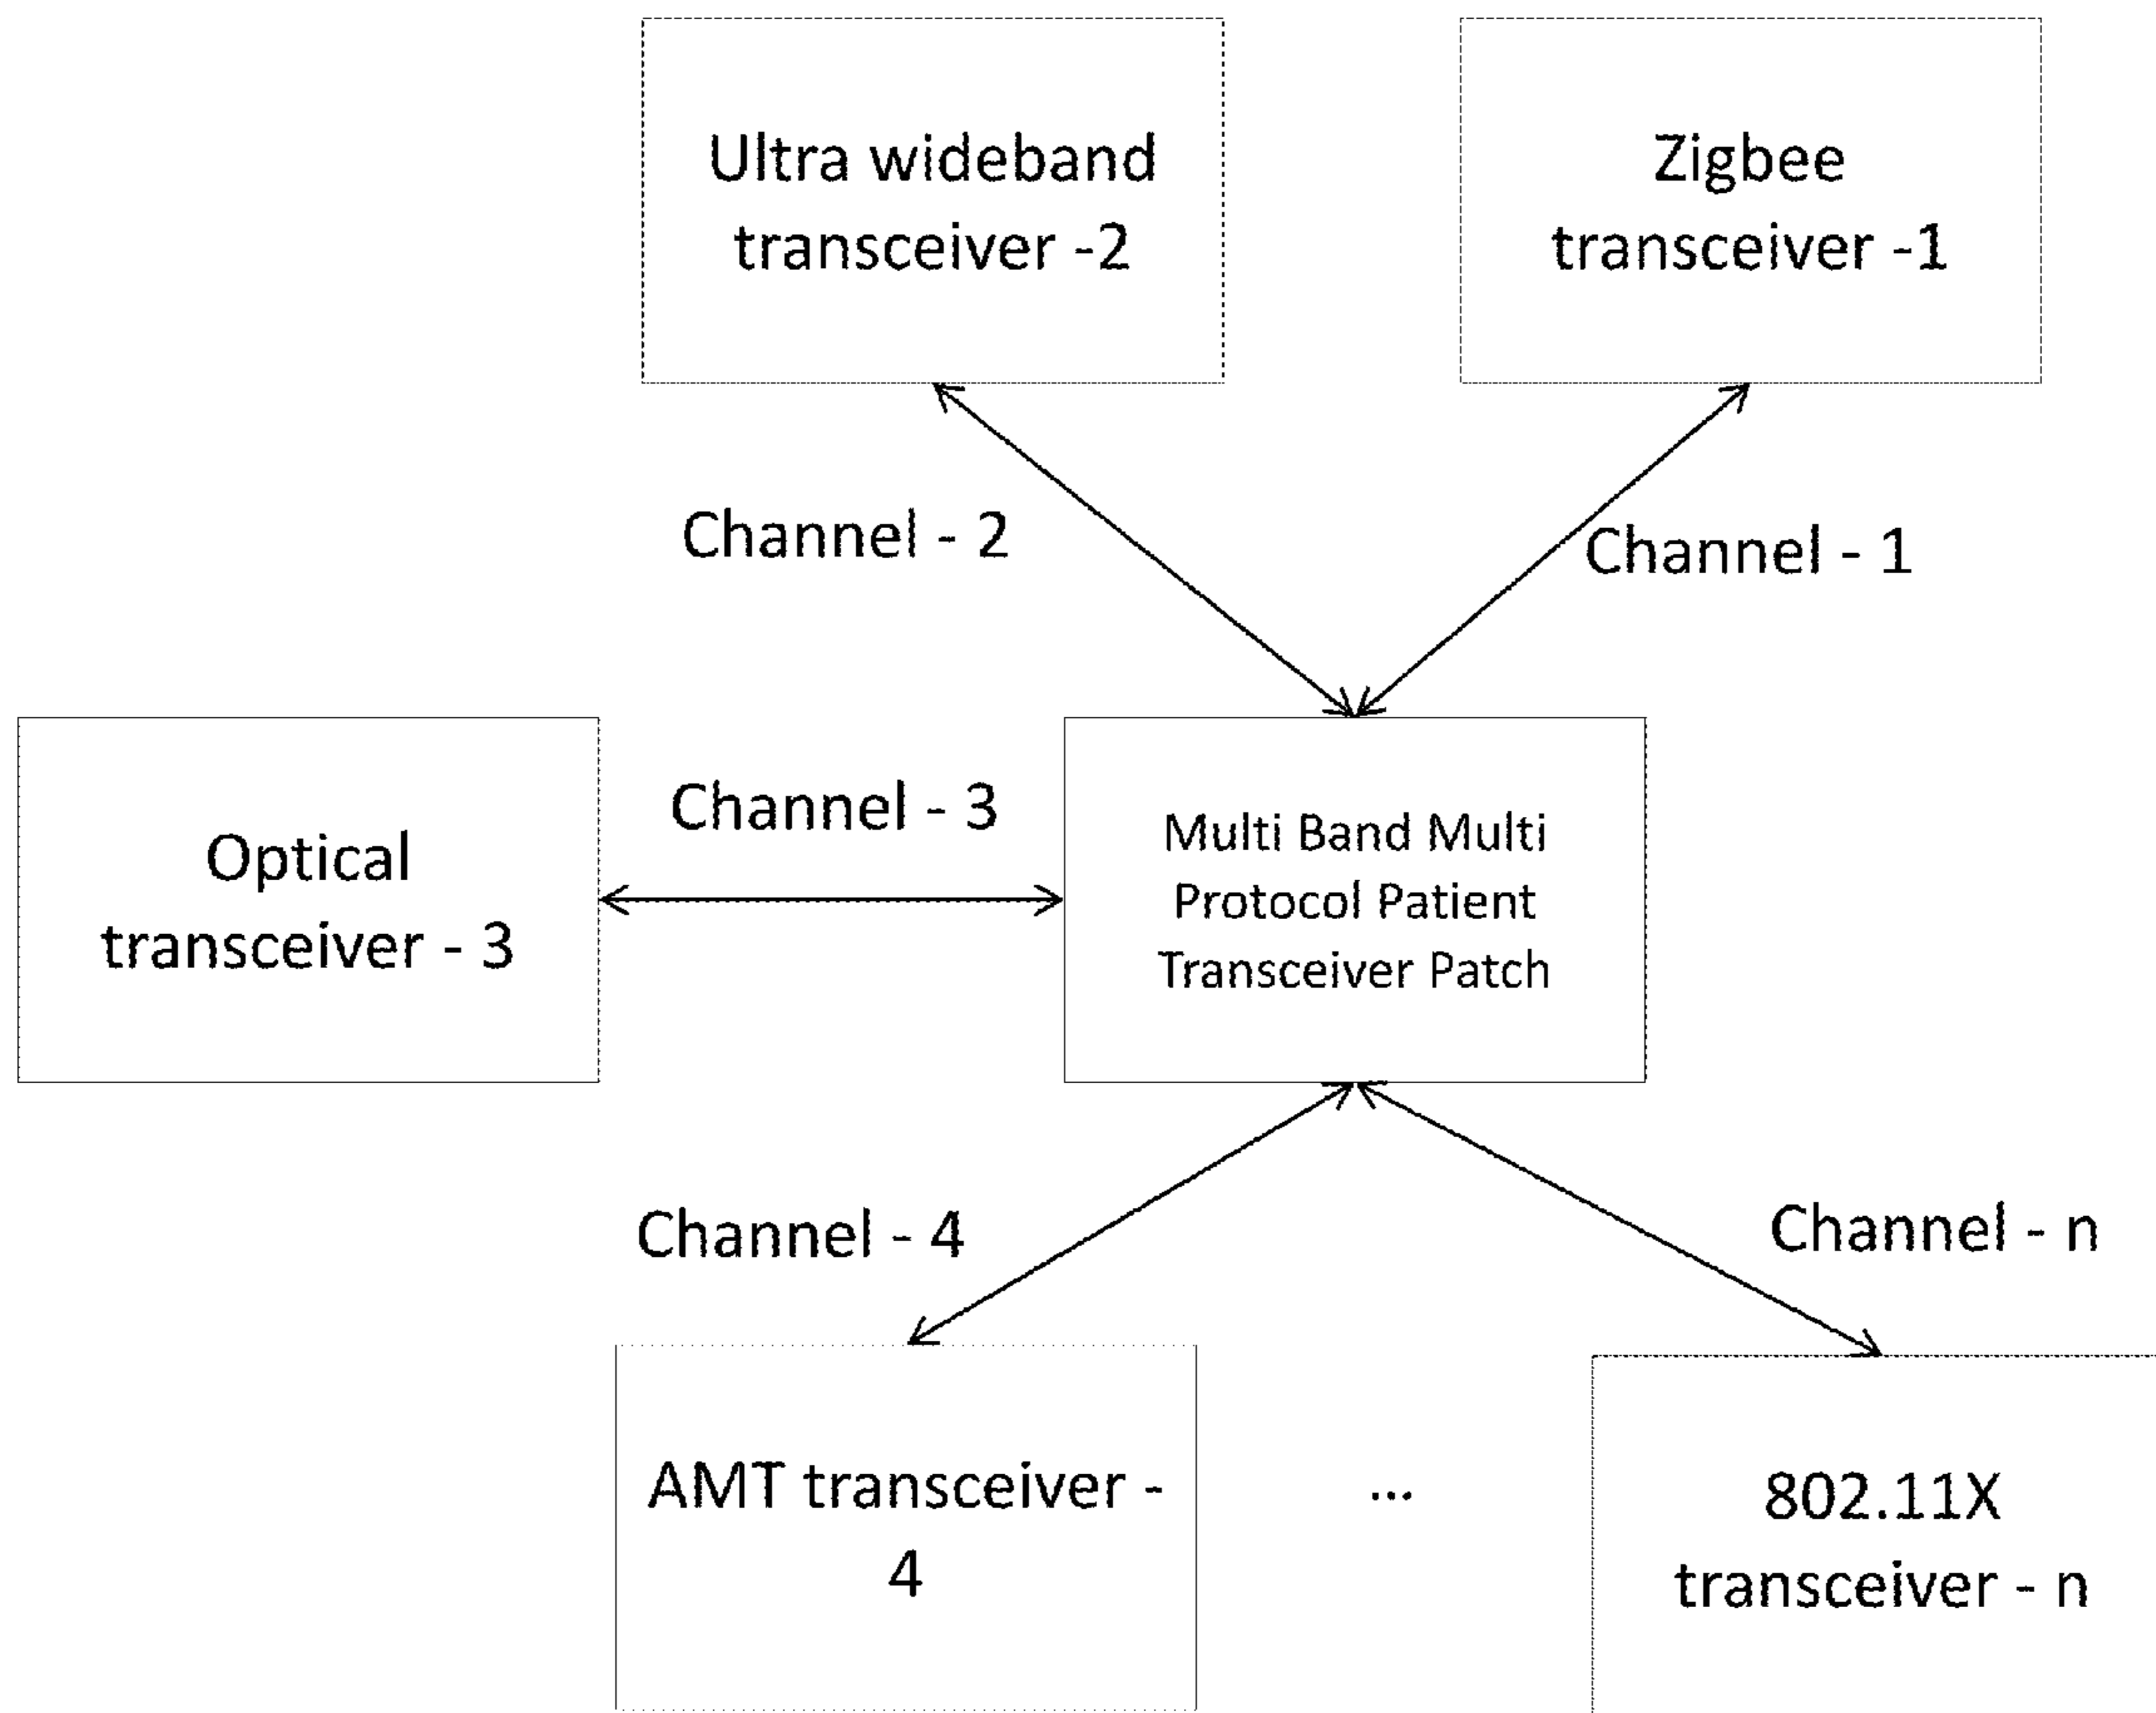 Ultra wideband
transceiver -2
Zigbee
transceiver -1
Channel - 2
Channel - 1
Optical
transceiver - 3
Channel - 3
Multi Band Multi
Protocol Patient
Transceiver Patch
Channel - 4
Channel - n
AMT transceiver -
4
...
802.11X
transceiver - n